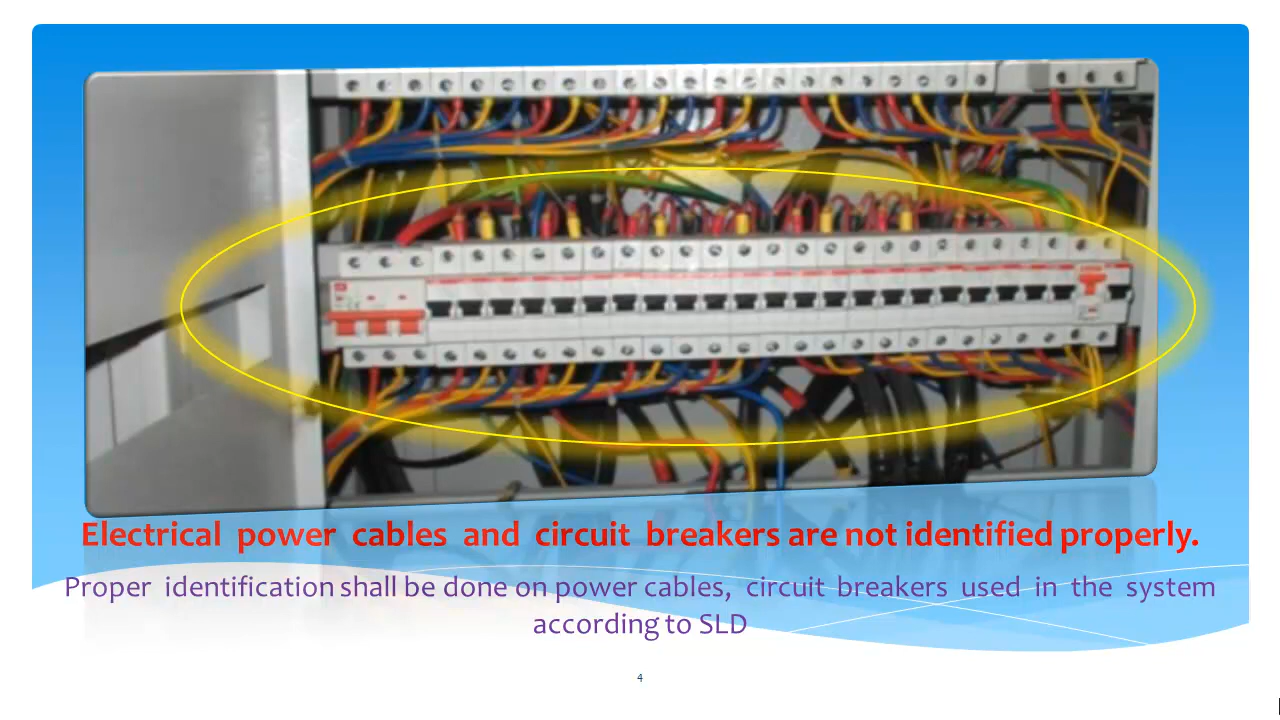 Electrical power cables and circuit breakers are not identified properly.
Proper identification shall be done on power cables, circuit breakers used in the system
according to SLD
4